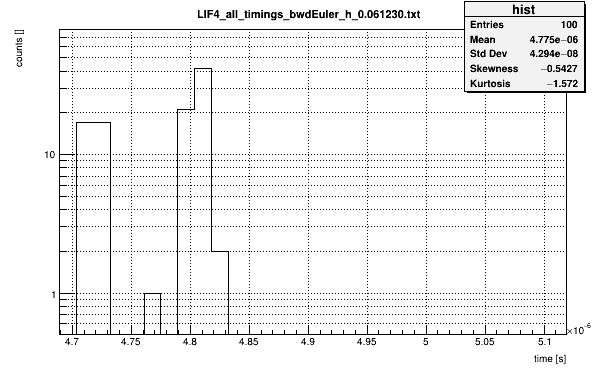 LIF4_all_timings_bwdEuler_h_0.061230.txt
hist
Entries 100
Mean 4.775e−06
Std Dev 4.294e−08
Skewness −0.5427
Kurtosis −1.572
counts []
10
1
4.7 4.75 4.8 4.85 4.9 4.95 5 5.05 5.1
×10⁻⁶
time [s]